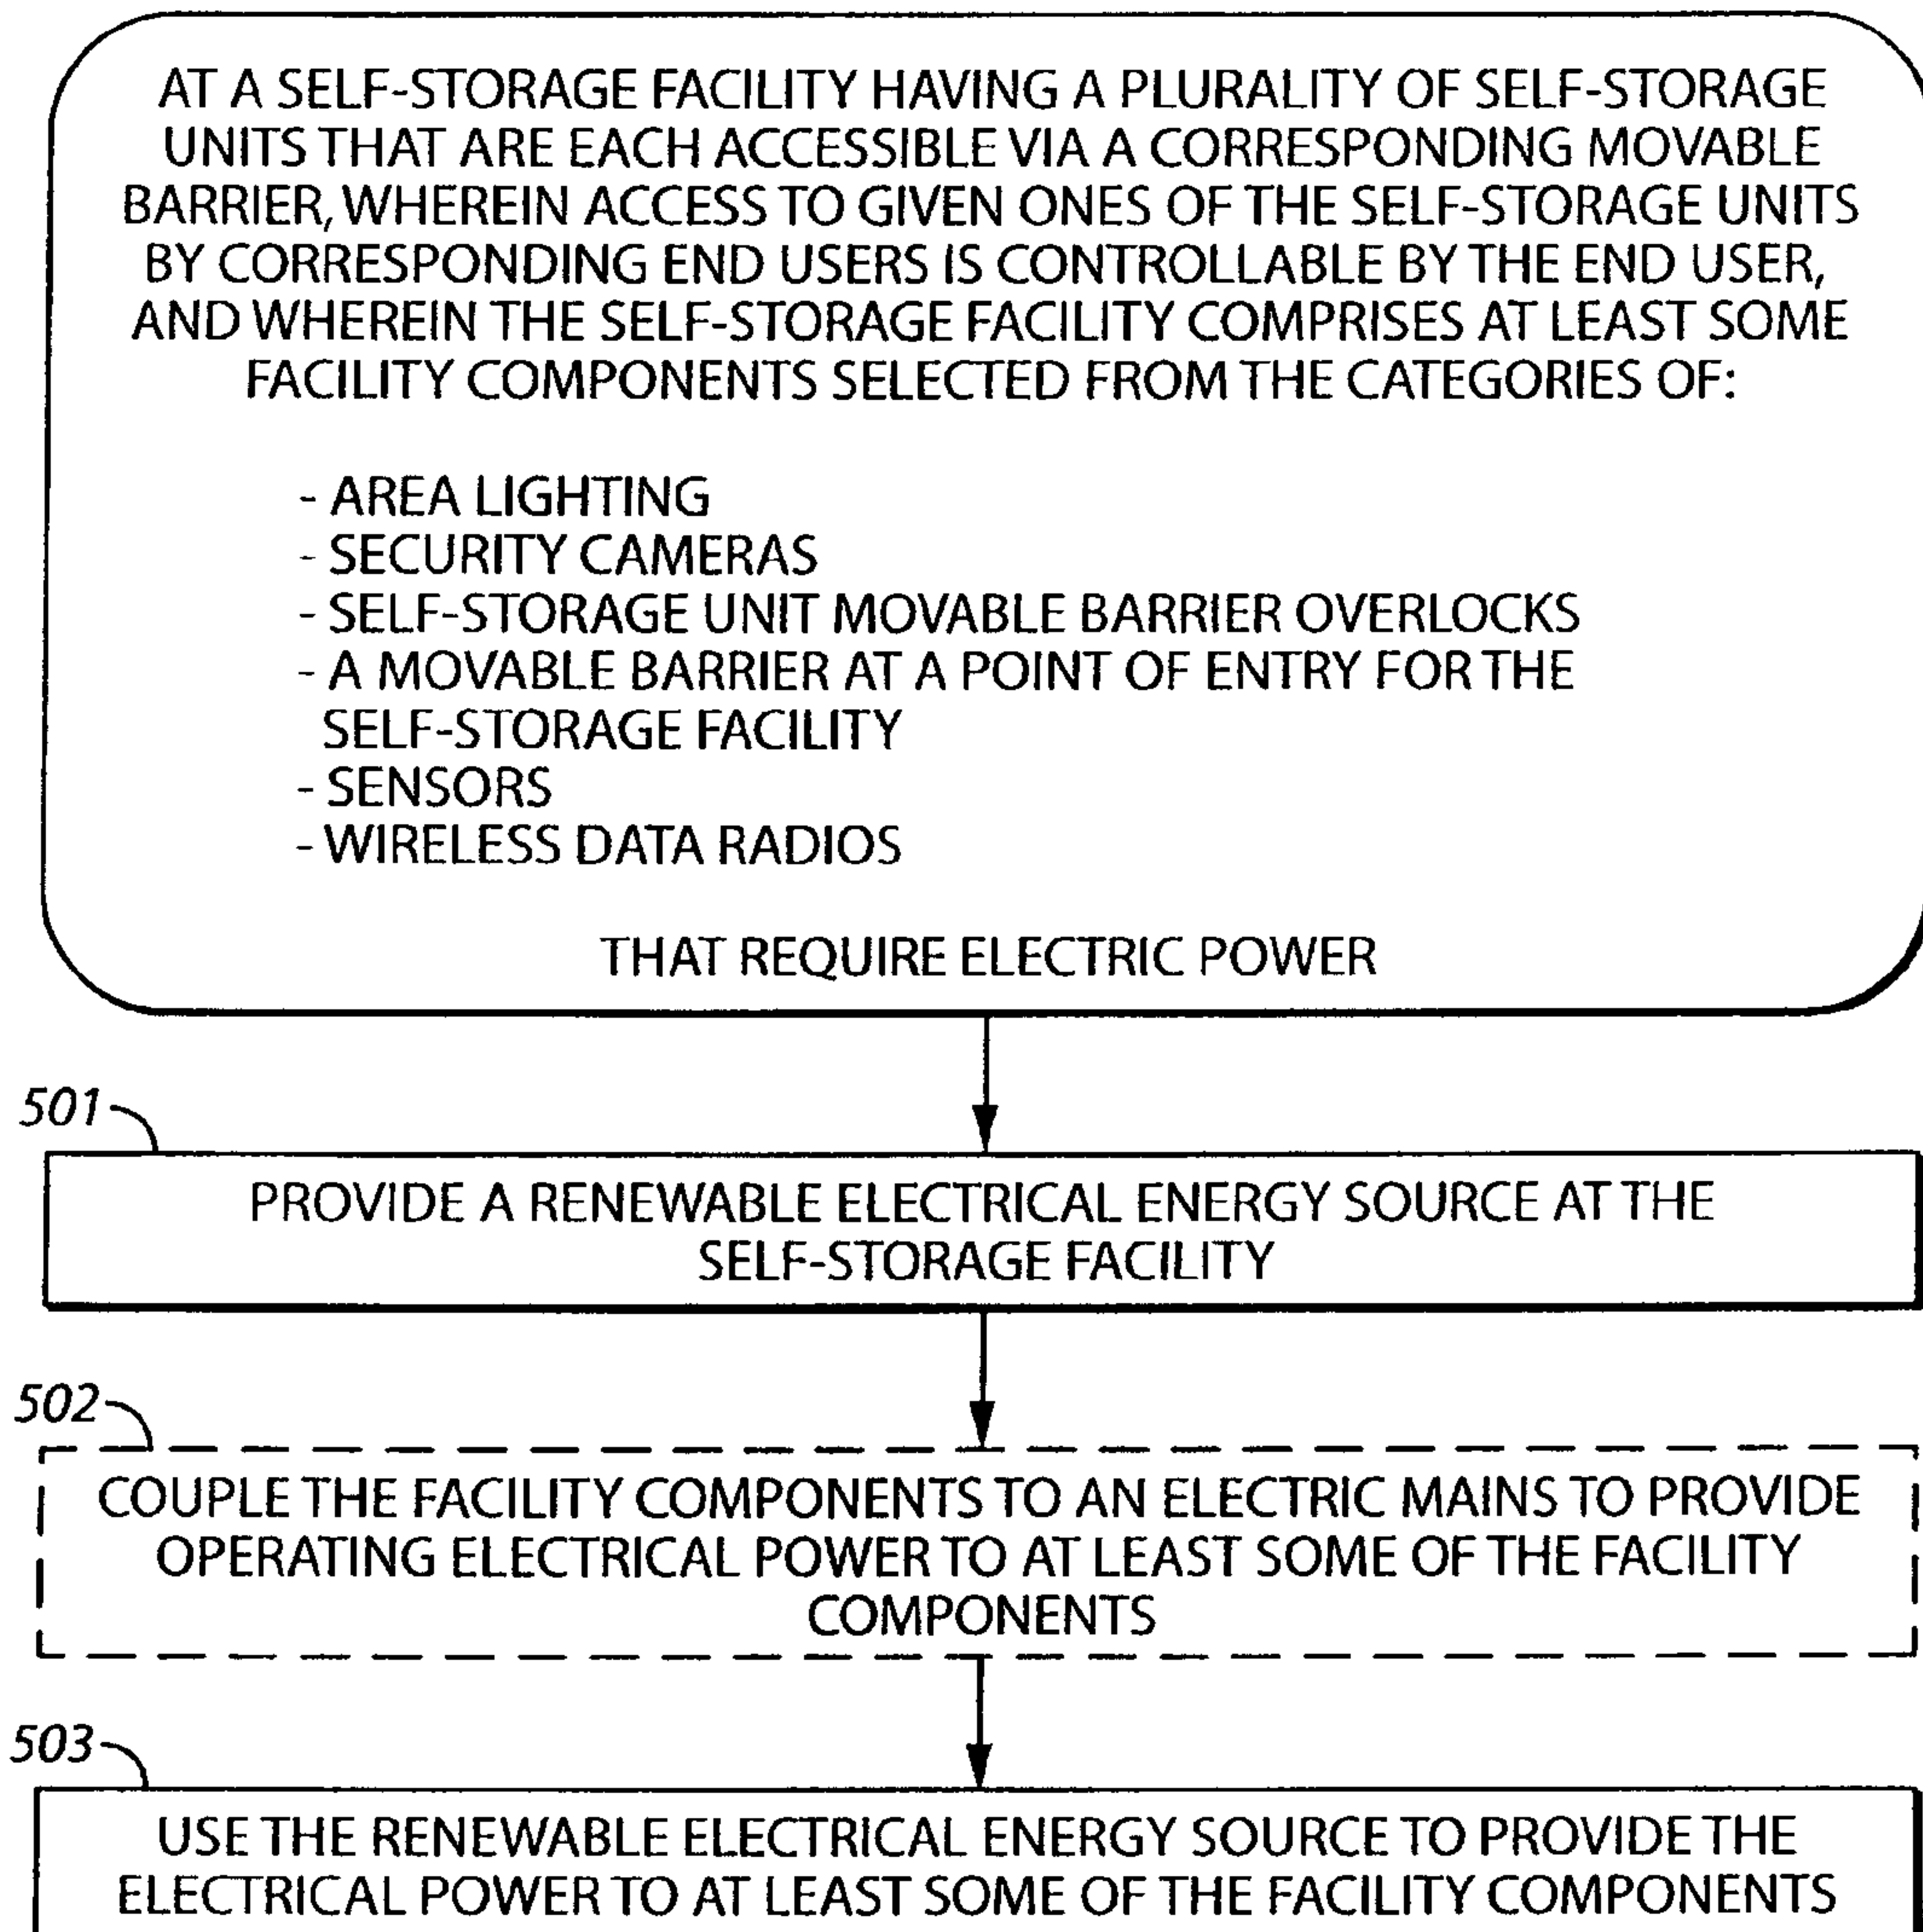 AT A SELF-STORAGE FACILITY HAVING A PLURALITY OF SELF-STORAGE
UNITS THAT ARE EACH ACCESSIBLE VIA A CORRESPONDING MOVABLE
BARRIER, WHEREIN ACCESS TO GIVEN ONES OF THE SELF-STORAGE UNITS
BY CORRESPONDING END USERS IS CONTROLLABLE BY THE END USER,
AND WHEREIN THE SELF-STORAGE FACILITY COMPRISES AT LEAST SOME
FACILITY COMPONENTS SELECTED FROM THE CATEGORIES OF:
- AREA LIGHTING
- SECURITY CAMERAS
- SELF-STORAGE UNIT MOVABLE BARRIER OVERLOCKS
- A MOVABLE BARRIER AT A POINT OF ENTRY FOR THE
SELF-STORAGE FACILITY
- SENSORS
- WIRELESS DATA RADIOS
THAT REQUIRE ELECTRIC POWER
501
PROVIDE A RENEWABLE ELECTRICAL ENERGY SOURCE AT THE
SELF-STORAGE FACILITY
502
COUPLE THE FACILITY COMPONENTS TO AN ELECTRIC MAINS TO PROVIDE
OPERATING ELECTRICAL POWER TO AT LEAST SOME OF THE FACILITY
COMPONENTS
503
USE THE RENEWABLE ELECTRICAL ENERGY SOURCE TO PROVIDE THE
ELECTRICAL POWER TO AT LEAST SOME OF THE FACILITY COMPONENTS